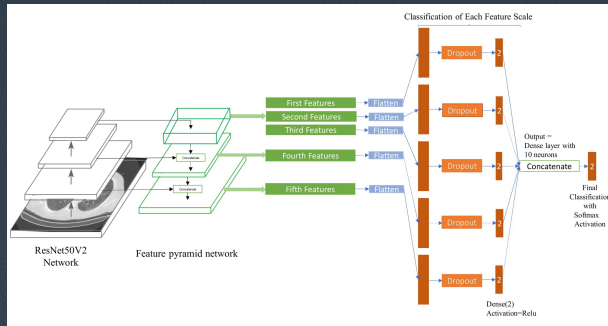 Classification of Each Feature Scale
First Features
Flatten
Second Features
Flatten
Third Features
Flatten
Fourth Features
Flatten
Fifth Features
Flatten
Concatenate
Concatenate
ResNet50V2
Network
Feature pyramid network
Dropout
2
Dropout
2
Dropout
2
Dropout
2
Dropout
2
Dense(2)
Activation=Relu
Output =
Dense layer with
10 neurons
Concatenate
2
Final
Classification
with
Softmax
Activation